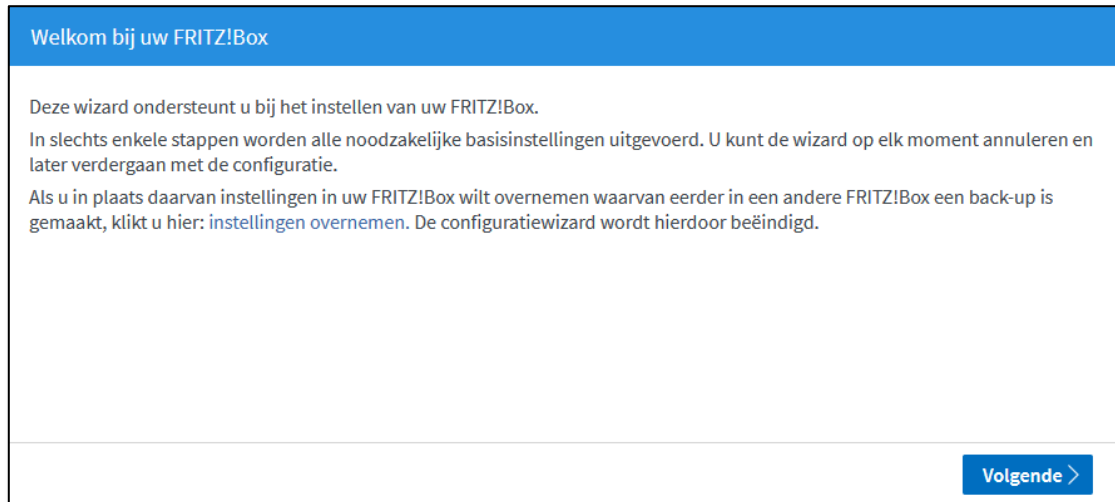 Welkom bij uw FRITZ!Box
Deze wizard ondersteunt u bij het instellen van uw FRITZ!Box.
In slechts enkele stappen worden alle noodzakelijke basisinstellingen uitgevoerd. U kunt de wizard op elk moment annuleren en
later verdergaan met de configuratie.
Als u in plaats daarvan instellingen in uw FRITZ!Box wilt overnemen waarvan eerder in een andere FRITZ!Box een back-up is
gemaakt, klikt u hier: instellingen overnemen. De configuratiewizard wordt hierdoor beëindigd.
Volgende >